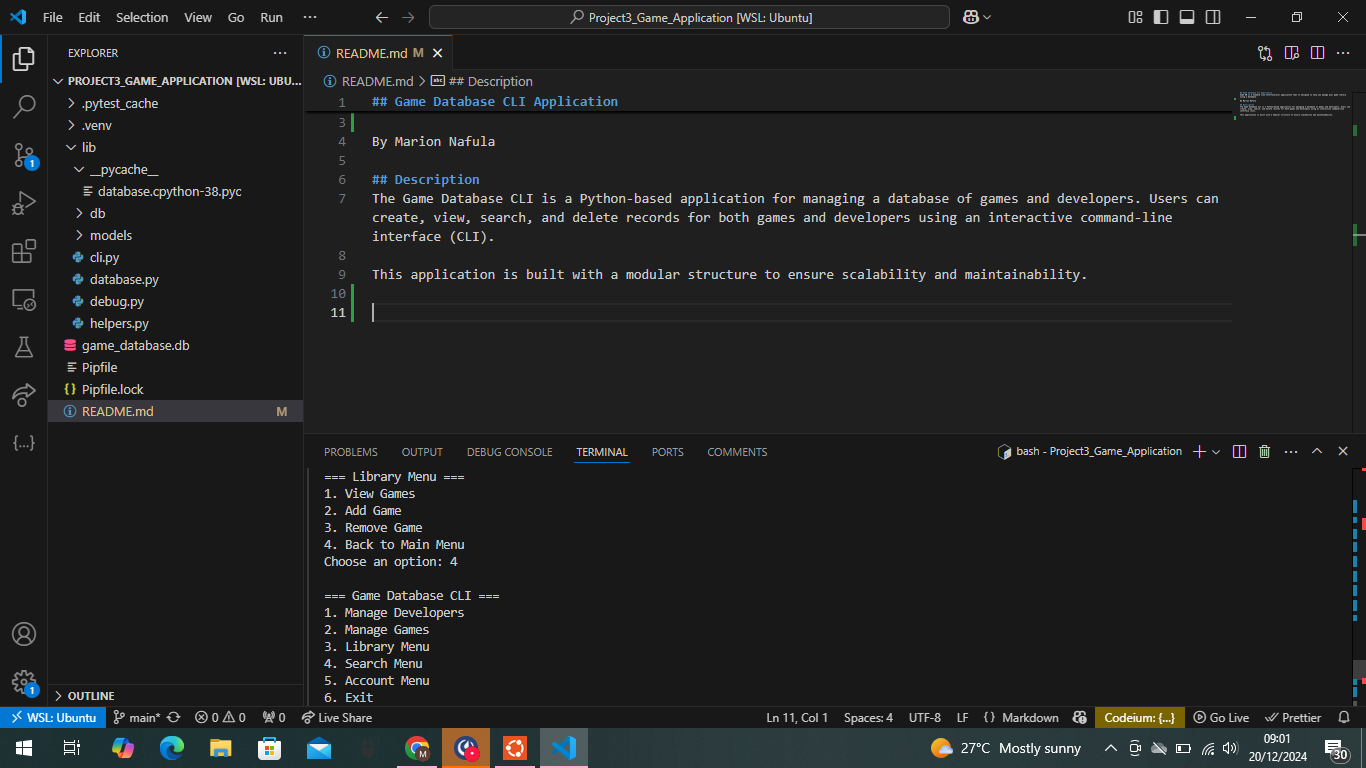 File Edit Selection View Go Run ···
Project3_Game_Application [WSL: Ubuntu]
EXPLORER
PROJECT3_GAME_APPLICATION [WSL: UBU...
.pytest_cache
.venv
lib
__pycache__
database.cpython-38.pyc
db
models
cli.py
database.py
debug.py
helpers.py
game_database.db
Pipfile
Pipfile.lock
README.md M
OUTLINE
1
1
README.md M
README.md > ## Description
1 ## Game Database CLI Application
3
4 By Marion Nafula
5
6 ## Description
7 The Game Database CLI is a Python-based application for managing a database of games and developers. Users can
create, view, search, and delete records for both games and developers using an interactive command-line
interface (CLI).
8
9 This application is built with a modular structure to ensure scalability and maintainability.
10
11
PROBLEMS OUTPUT DEBUG CONSOLE TERMINAL PORTS COMMENTS
bash - Project3_Game_Application
=== Library Menu ===
1. View Games
2. Add Game
3. Remove Game
4. Back to Main Menu
Choose an option: 4
=== Game Database CLI ===
1. Manage Developers
2. Manage Games
3. Library Menu
4. Search Menu
5. Account Menu
6. Exit
WSL: Ubuntu main* 0 0 0 Live Share
Ln 11, Col 1 Spaces: 4 UTF-8 LF Markdown Codeium: {...} Go Live Prettier
27°C Mostly sunny
09:01
20/12/2024
30